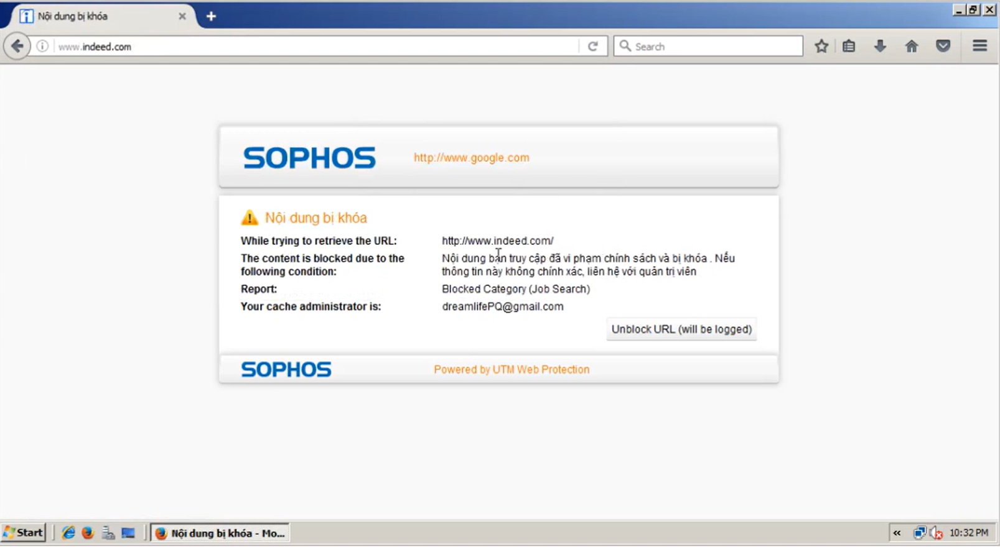 Nội dung bị khóa
www.indeed.com
Search
SOPHOS
http://www.google.com
Nội dung bị khóa
While trying to retrieve the URL:
http://www.indeed.com/
The content is blocked due to the
following condition:
Nội dung bạn truy cập đã vi phạm chính sách và bị khóa . Nếu
thông tin này không chính xác, liên hệ với quản trị viên
Report:
Blocked Category (Job Search)
Your cache administrator is:
dreamlifePQ@gmail.com
Unblock URL (will be logged)
SOPHOS
Powered by UTM Web Protection
Start
Nội dung bị khóa - Mo...
10:32 PM